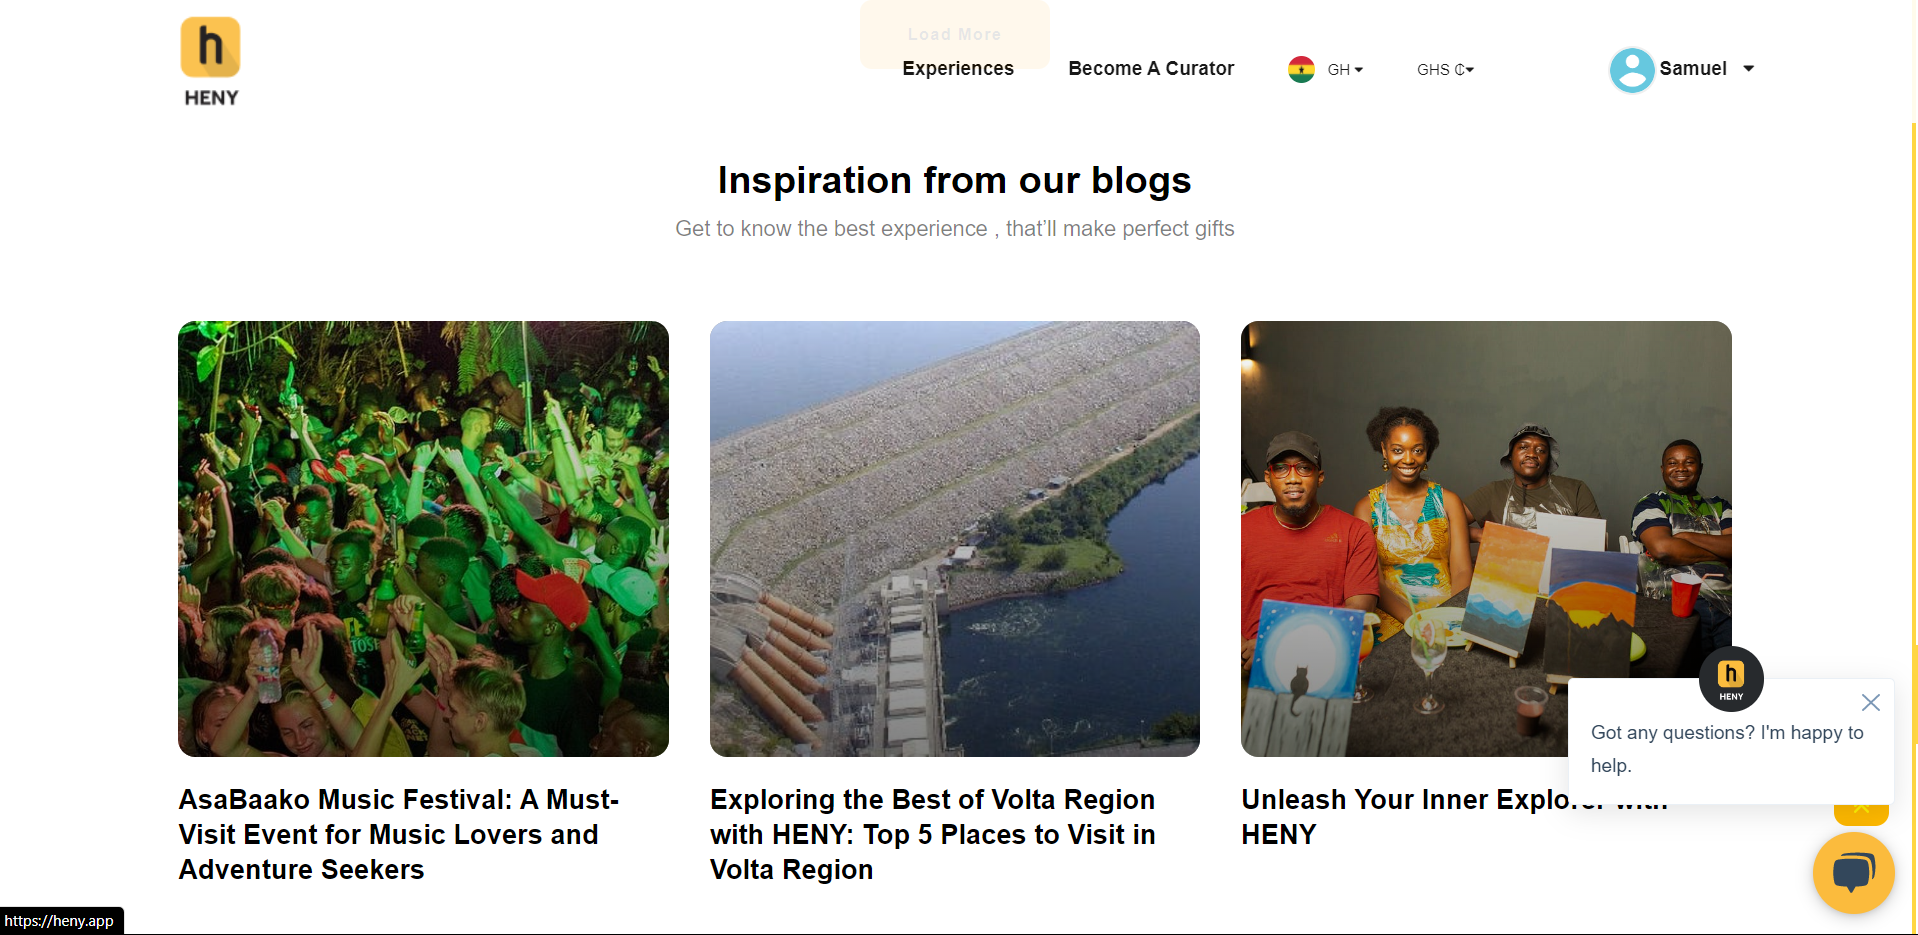 h
HENY
Load More
Experiences
Become A Curator
GH
GHS ₵
Samuel
Inspiration from our blogs
Get to know the best experience , that’ll make perfect gifts
TOSE
AsaBaako Music Festival: A Must-
Visit Event for Music Lovers and
Adventure Seekers
Exploring the Best of Volta Region
with HENY: Top 5 Places to Visit in
Volta Region
Unleash Your Inner Explorer with
HENY
h
HENY
Got any questions? I'm happy to
help.
https://heny.app